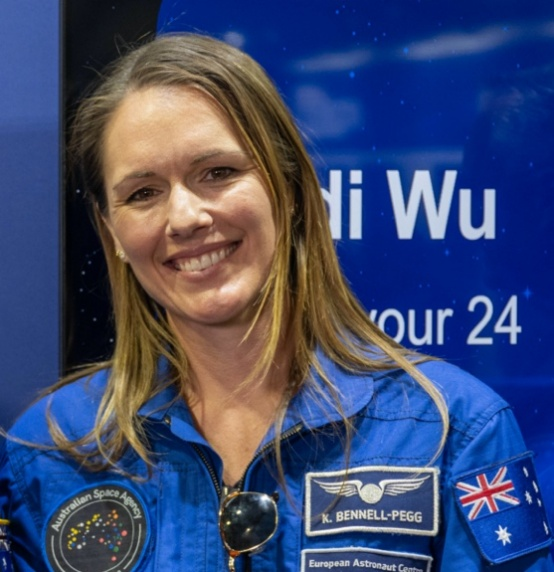 di Wu
your 24
Australian Space Agency
K. BENNELL-PEGG
European Astronaut Centre